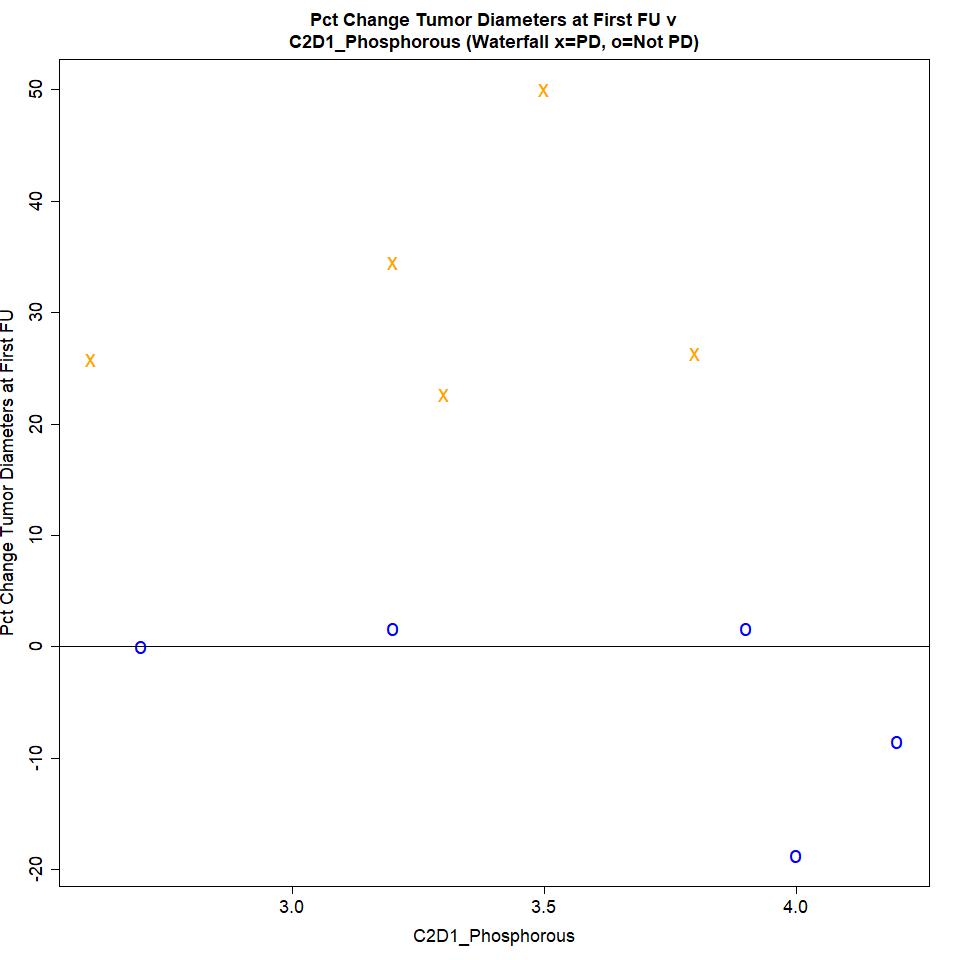 Pct Change Tumor Diameters at First FU v
C2D1_Phosphorous (Waterfall x=PD, o=Not PD)
Pct Change Tumor Diameters at First FU
50
40
30
20
10
0
-10
-20
X
X
X
X
X
O
O
O
O
O
3.0
3.5
4.0
C2D1_Phosphorous